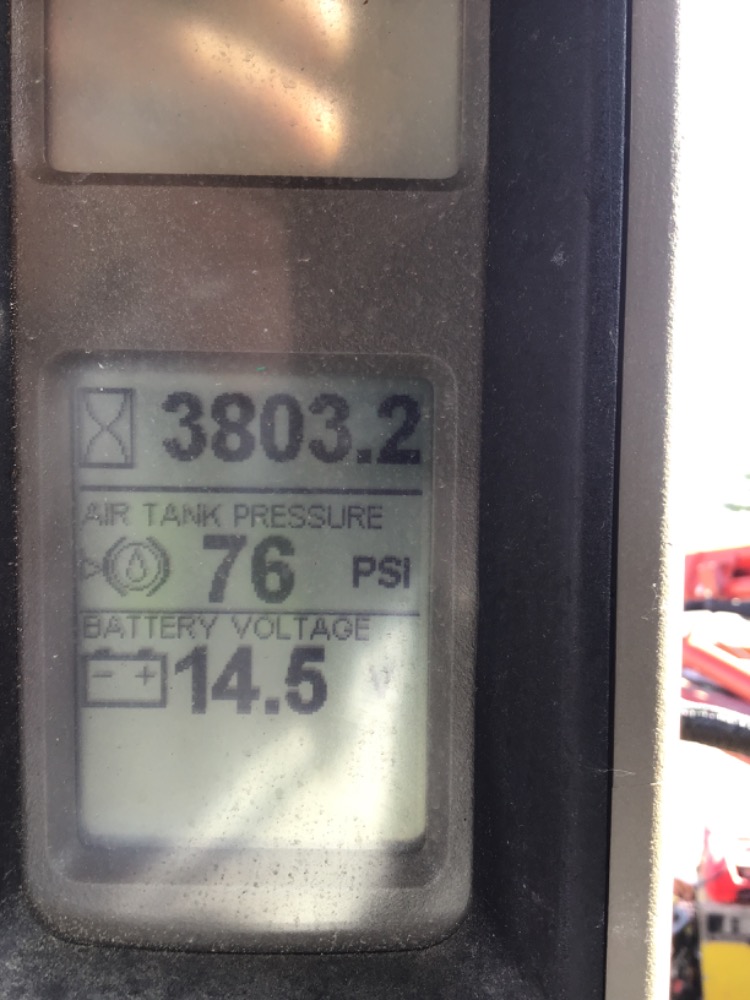 3803.2
AIR TANK PRESSURE
76 PSI
BATTERY VOLTAGE
- + 14.5 V